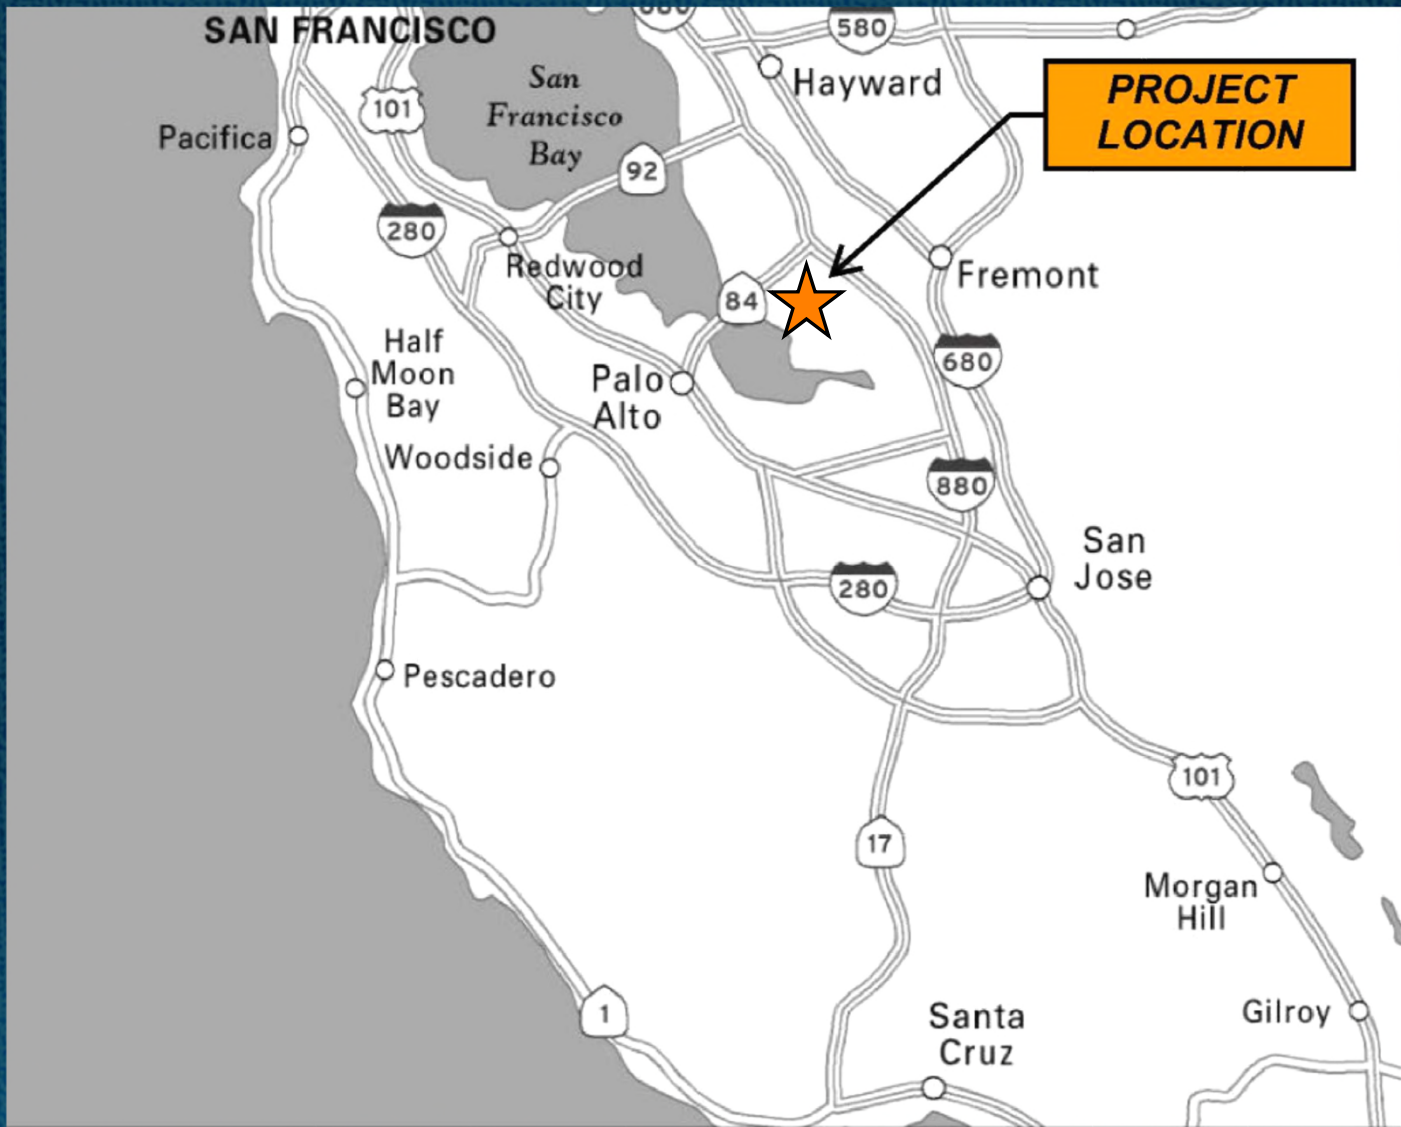 SAN FRANCISCO
580
San
Francisco
Bay
Hayward
PROJECT
LOCATION
101
Pacifica
92
280
Redwood
City
Fremont
84
Half
Moon
Bay
680
Palo
Alto
Woodside
880
San
Jose
280
Pescadero
101
17
Morgan
Hill
1
Santa
Cruz
Gilroy